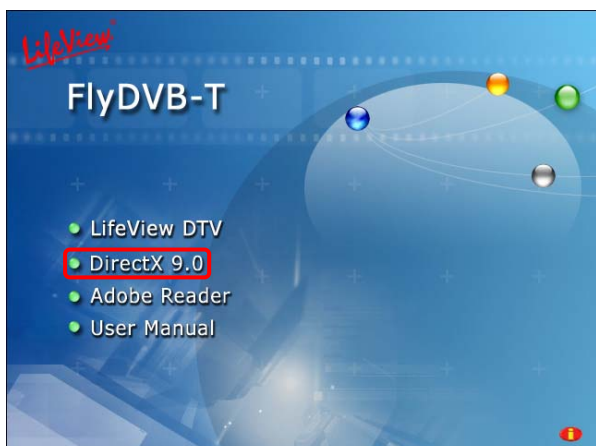 LifeView
FlyDVB-T
LifeView DTV
DirectX 9.0
Adobe Reader
User Manual
i